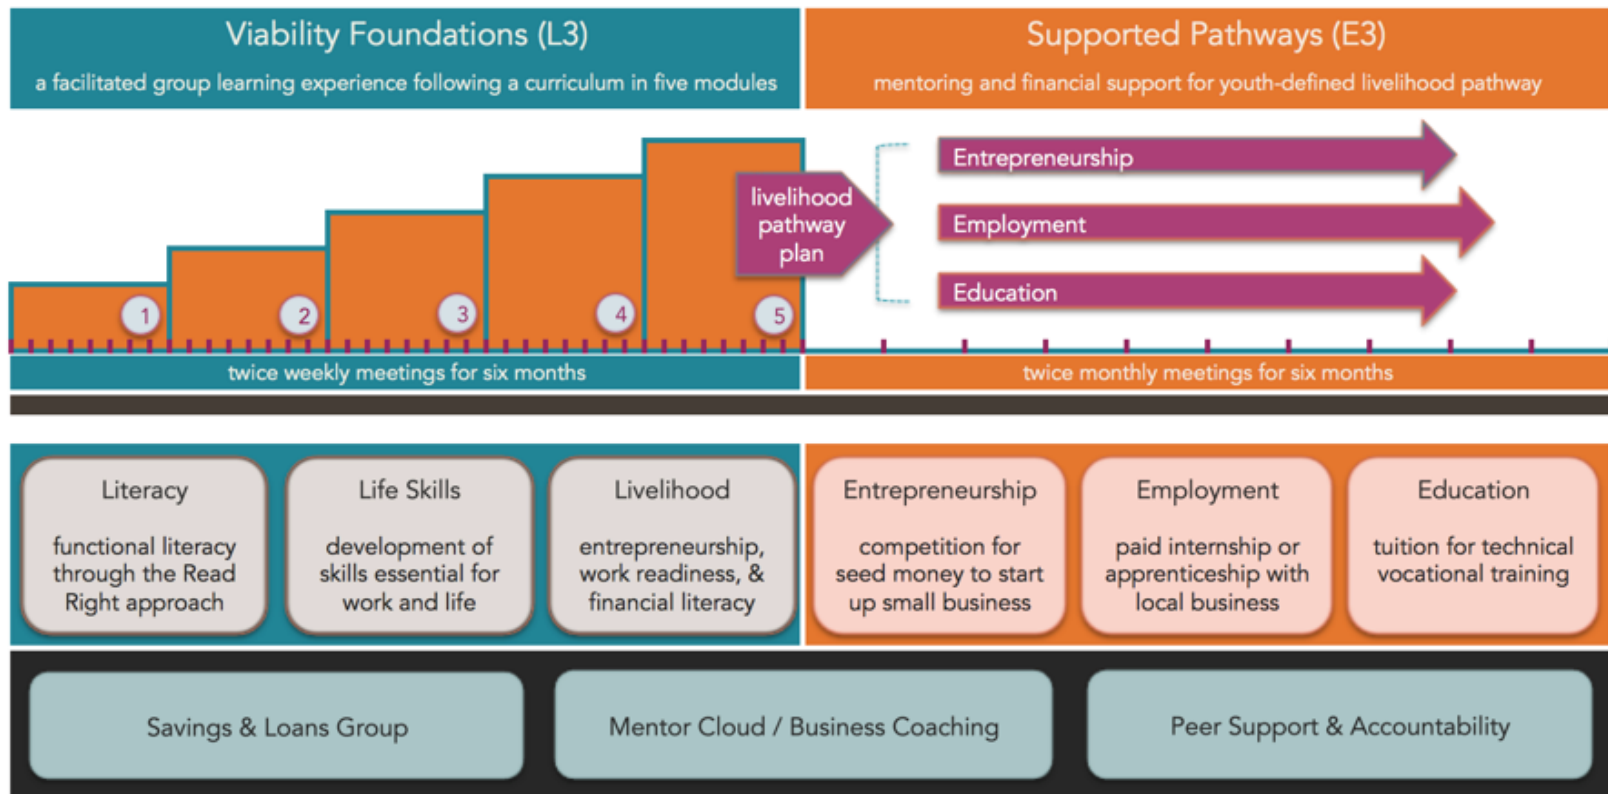 Viability Foundations (L3)
a facilitated group learning experience following a curriculum in five modules
Supported Pathways (E3)
mentoring and financial support for youth-defined livelihood pathway
1
2
3
4
5
livelihood
pathway
plan
Entrepreneurship
Employment
Education
twice weekly meetings for six months
twice monthly meetings for six months
Literacy
functional literacy
through the Read
Right approach
Life Skills
development of
skills essential for
work and life
Livelihood
entrepreneurship,
work readiness, &
financial literacy
Entrepreneurship
competition for
seed money to start
up small business
Employment
paid internship or
apprenticeship with
local business
Education
tuition for technical
vocational training
Savings & Loans Group
Mentor Cloud / Business Coaching
Peer Support & Accountability